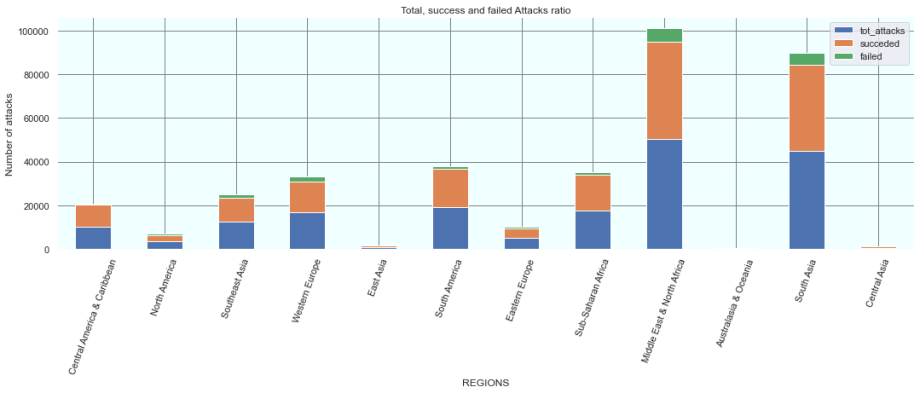 Total, success and failed Attacks ratio
Number of attacks
100000
80000
60000
40000
20000
0
tot_attacks
succeded
failed
Central America & Caribbean
North America
Southeast Asia
Western Europe
East Asia
South America
Eastern Europe
Sub-Saharan Africa
Middle East & North Africa
Australasia & Oceania
South Asia
Central Asia
REGIONS